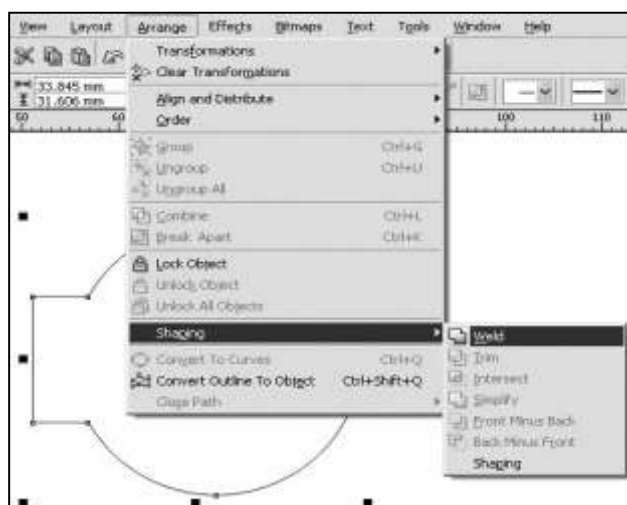 View Layout Arrange Effects Bitmaps Text Tools Window Help
33.845 mm
31.606 mm
50 60 100 110
Transformations
Clear Transformations
Align and Distribute
Order
Group Ctrl+G
Ungroup Ctrl+U
Ungroup All
Combine Ctrl+L
Break Apart Ctrl+K
Lock Object
Unlock Object
Unlock All Objects
Shaping
Convert To Curves Ctrl+Q
Convert Outline To Object Ctrl+Shift+Q
Close Path
Weld
Trim
Intersect
Simplify
Front Minus Back
Back Minus Front
Shaping